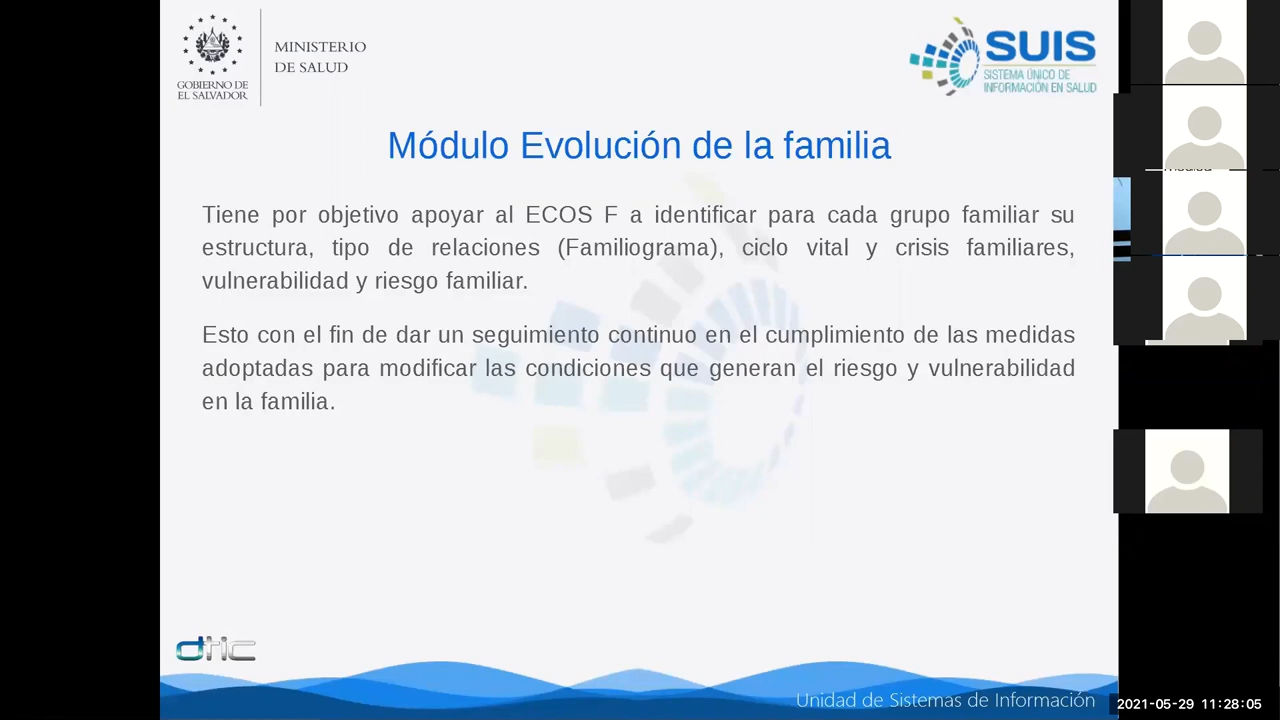 GOBIERNO DE
EL SALVADOR
MINISTERIO
DE SALUD
SUIS
SISTEMA ÚNICO DE
INFORMACIÓN EN SALUD
Módulo Evolución de la familia
Tiene por objetivo apoyar al ECOS F a identificar para cada grupo familiar su
estructura, tipo de relaciones (Familiograma), ciclo vital y crisis familiares,
vulnerabilidad y riesgo familiar.
Esto con el fin de dar un seguimiento continuo en el cumplimiento de las medidas
adoptadas para modificar las condiciones que generan el riesgo y vulnerabilidad
en la familia.
dtic
Unidad de Sistemas de Información
2021-05-29 11:28:05